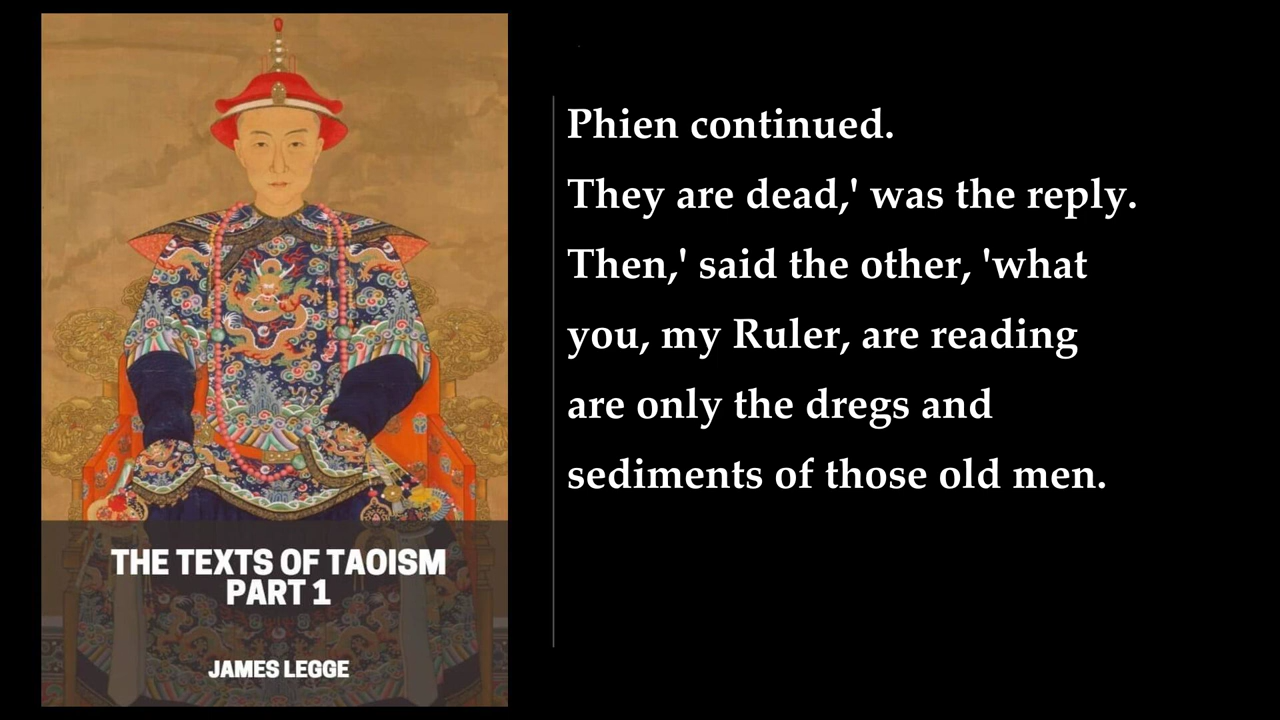 THE TEXTS OF TAOISM
PART 1
JAMES LEGGE
Phien continued.
They are dead,' was the reply.
Then,' said the other, 'what
you, my Ruler, are reading
are only the dregs and
sediments of those old men.